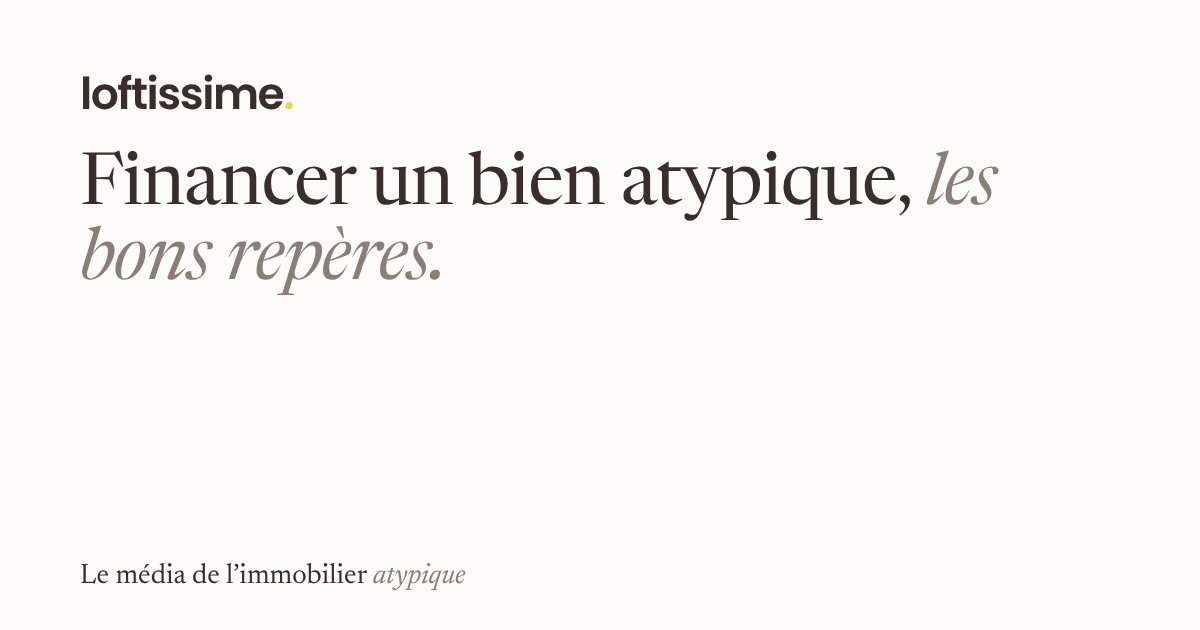 loftissime.
Financer un bien atypique, les
bons repères.
Le média de l’immobilier atypique